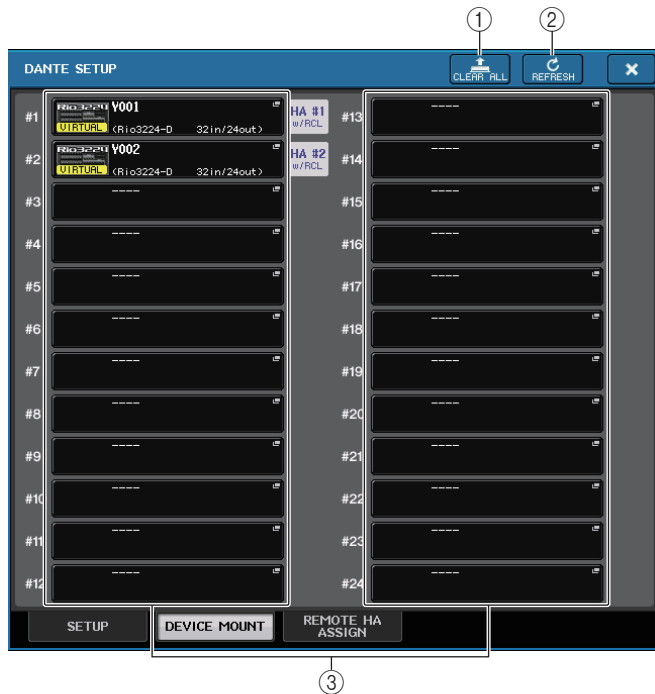 ① ②
DANTE SETUP CLEAR ALL REFRESH ×
#1 Rio3224 Y001
VIRTUAL (Rio3224-D 32in/24out)
HA #1
w/RCL
#13 ----
#2 Rio3224 Y002
VIRTUAL (Rio3224-D 32in/24out)
HA #2
w/RCL
#14 ----
#3 ---- #15 ----
#4 ---- #16 ----
#5 ---- #17 ----
#6 ---- #18 ----
#7 ---- #19 ----
#8 ---- #20 ----
#9 ---- #21 ----
#10 ---- #22 ----
#11 ---- #23 ----
#12 ---- #24 ----
SETUP DEVICE MOUNT REMOTE HA
ASSIGN
③